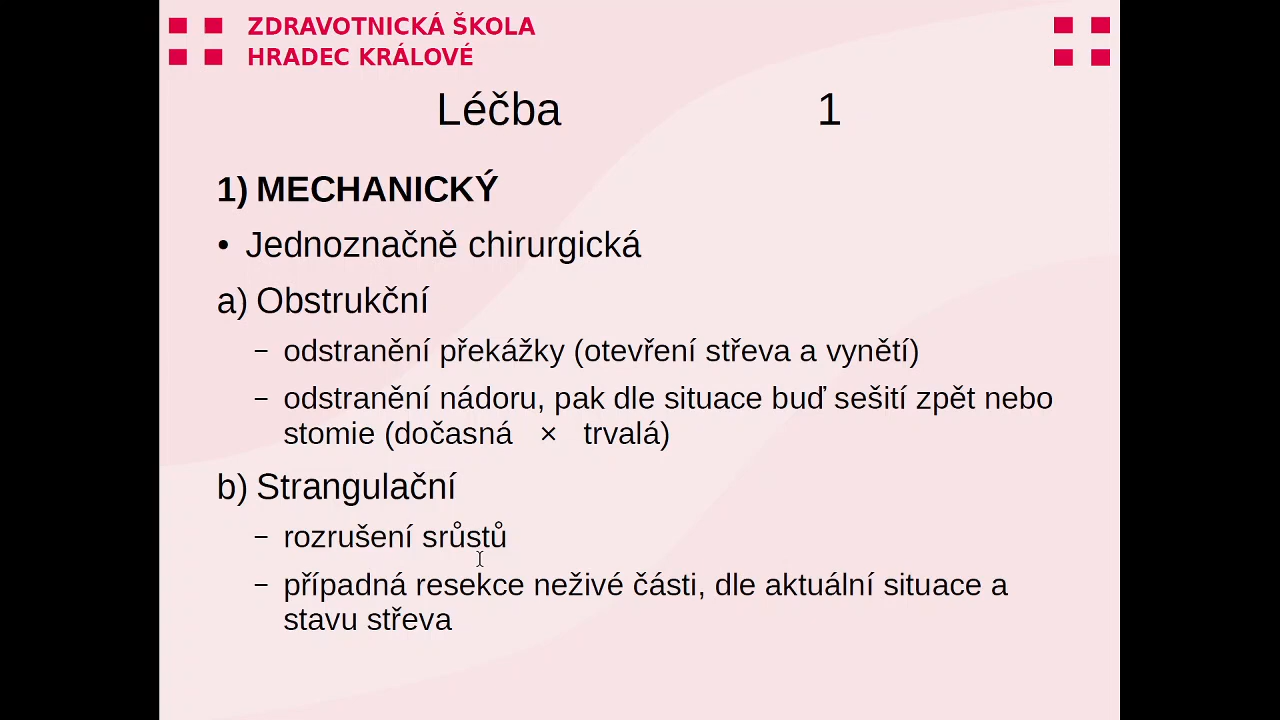 ZDRAVOTNICKÁ ŠKOLA
HRADEC KRÁLOVÉ
Léčba 1
1) MECHANICKÝ
• Jednoznačně chirurgická
a) Obstrukční
– odstranění překážky (otevření střeva a vynětí)
– odstranění nádoru, pak dle situace buď sešití zpět nebo
stomie (dočasná × trvalá)
b) Strangulační
– rozrušení srůstů
– případná resekce neživé části, dle aktuální situace a
stavu střeva